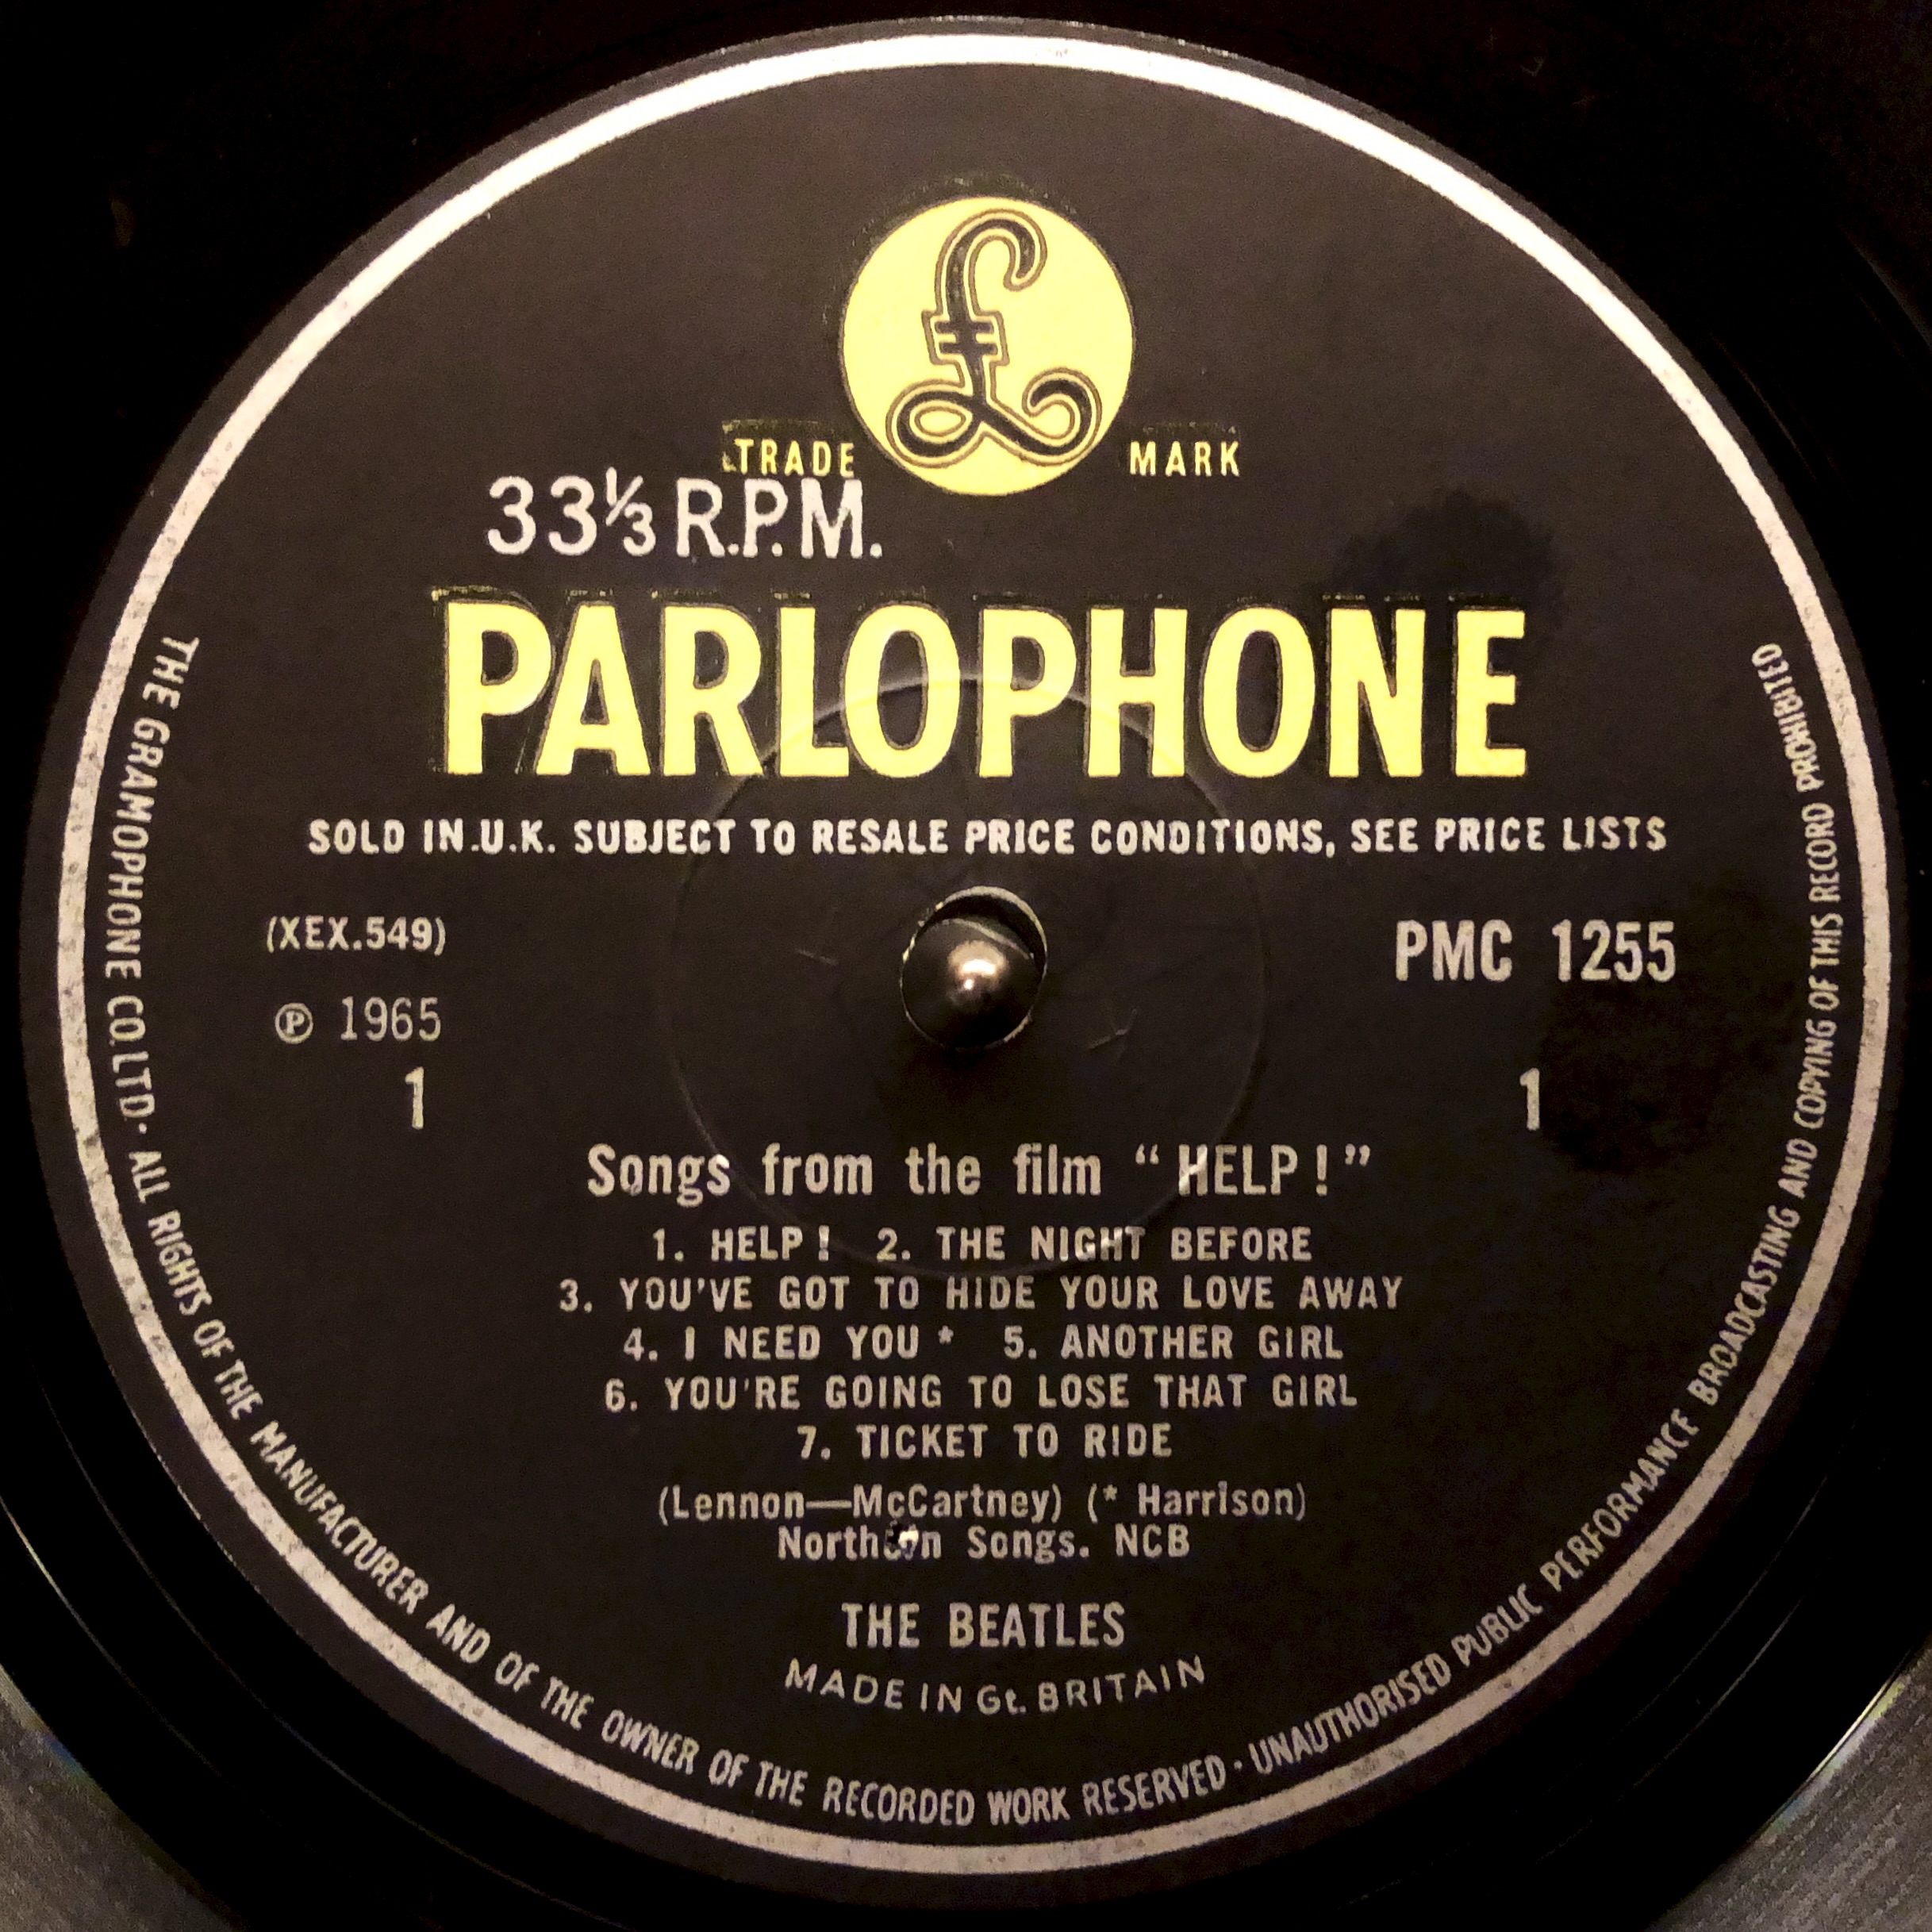 £
TRADE MARK
33⅓ R.P.M.
PARLOPHONE
SOLD IN.U.K. SUBJECT TO RESALE PRICE CONDITIONS, SEE PRICE LISTS
(XEX.549)
PMC 1255
℗ 1965
1
1
Songs from the film “HELP!”
1. HELP! 2. THE NIGHT BEFORE
3. YOU'VE GOT TO HIDE YOUR LOVE AWAY
4. I NEED YOU * 5. ANOTHER GIRL
6. YOU'RE GOING TO LOSE THAT GIRL
7. TICKET TO RIDE
(Lennon—McCartney) (* Harrison)
Northern Songs. NCB
THE BEATLES
MADE IN Gt. BRITAIN
THE GRAMOPHONE CO. LTD. · ALL RIGHTS OF THE MANUFACTURER AND OF THE OWNER OF THE RECORDED WORK RESERVED · UNAUTHORISED PUBLIC PERFORMANCE BROADCASTING AND COPYING OF THIS RECORD PROHIBITED